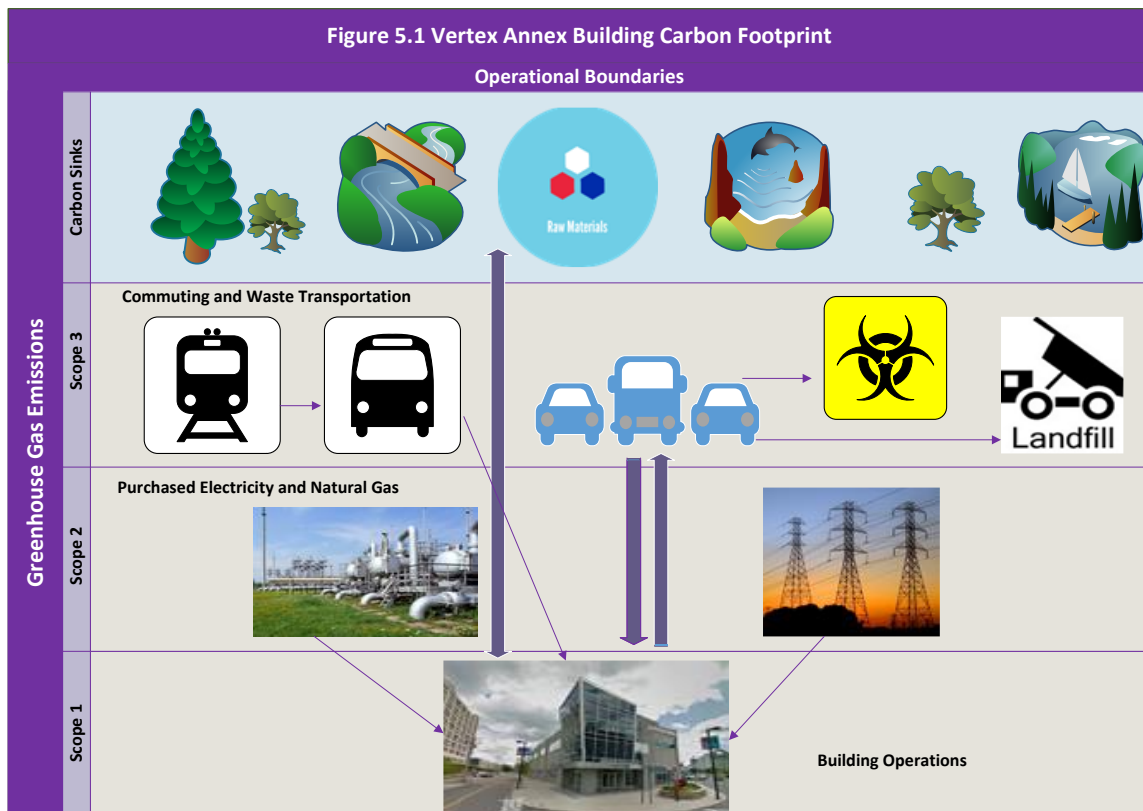 Figure 5.1 Vertex Annex Building Carbon Footprint
Operational Boundaries
Greenhouse Gas Emissions
Carbon Sinks
Raw Materials
Scope 3
Commuting and Waste Transportation
Landfill
Scope 2
Purchased Electricity and Natural Gas
Scope 1
Building Operations